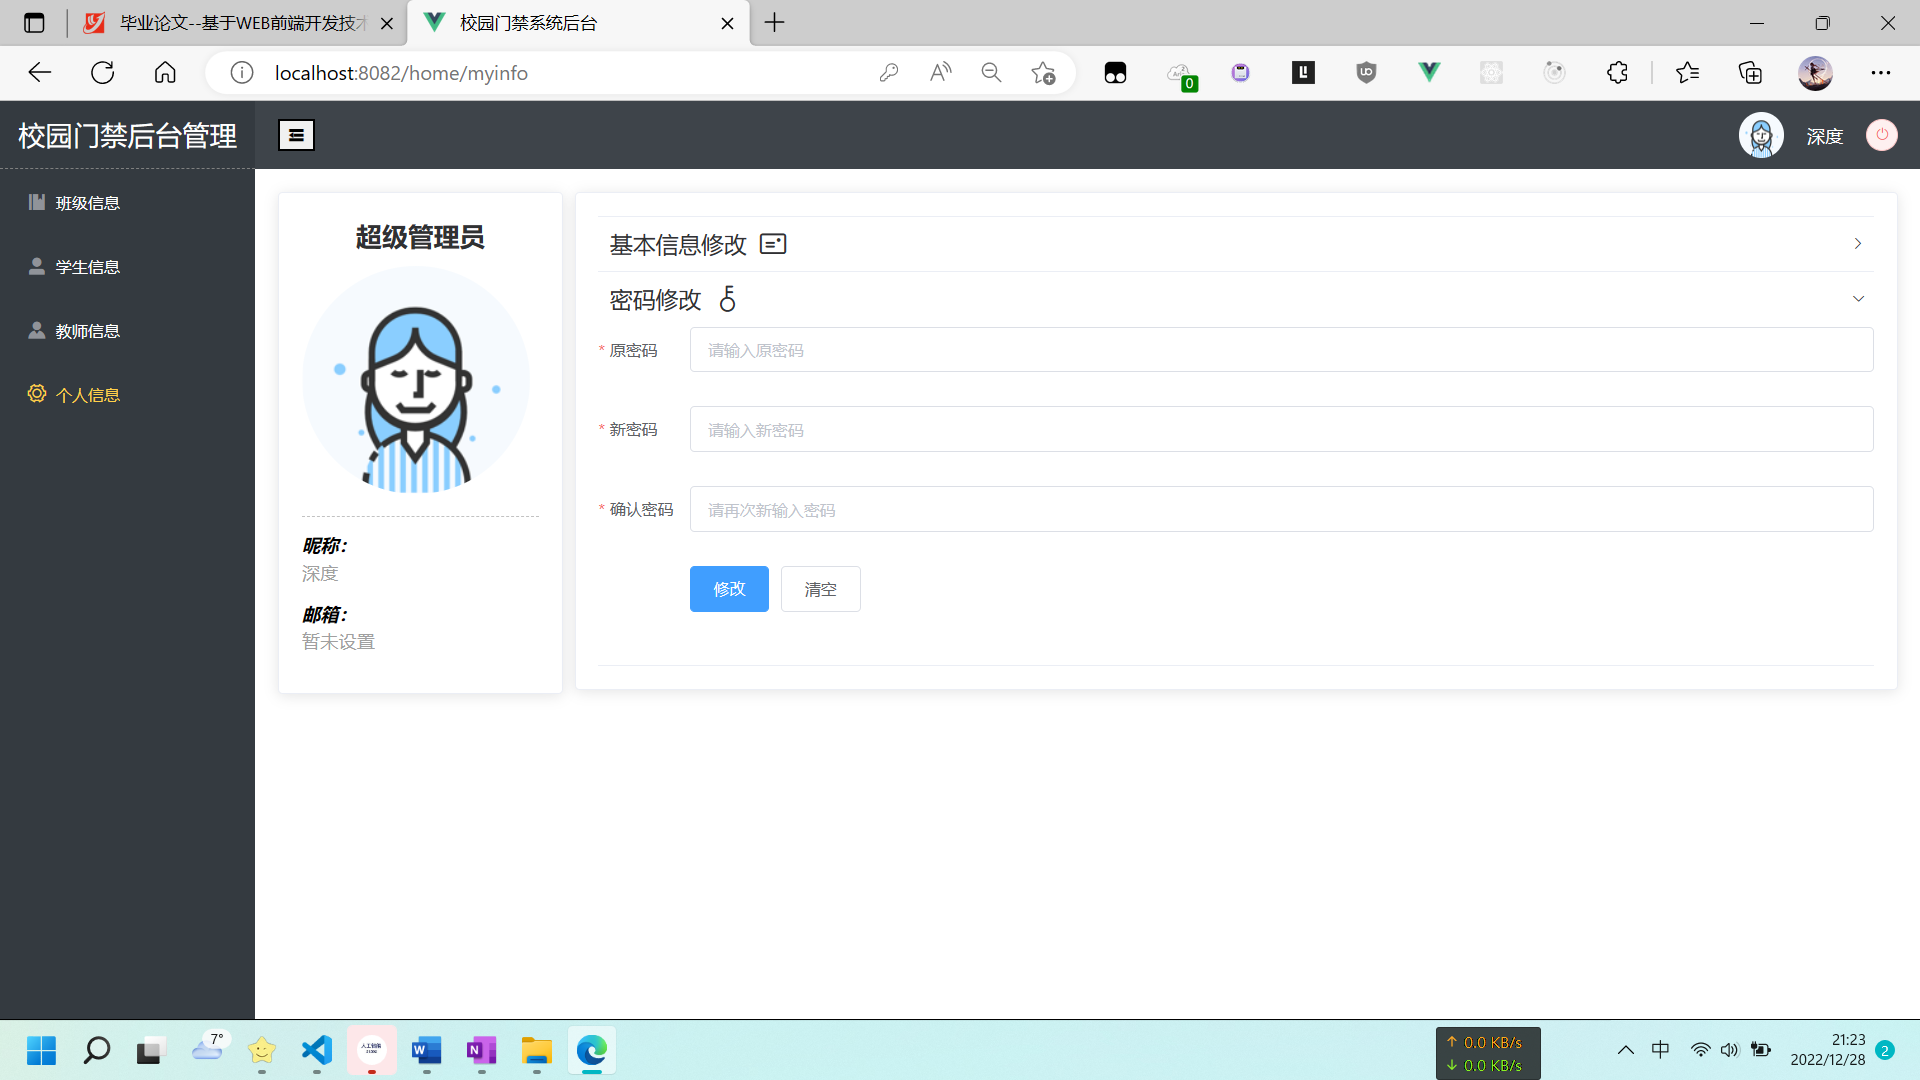 毕业论文--基于WEB前端开发技术
校园门禁系统后台
localhost:8082/home/myinfo
0
校园门禁后台管理
深度
班级信息
学生信息
教师信息
个人信息
超级管理员
昵称：
深度
邮箱：
暂未设置
基本信息修改
密码修改
* 原密码
请输入原密码
* 新密码
请输入新密码
* 确认密码
请再次新输入密码
修改
清空
7°
↑ 0.0 KB/s
↓ 0.0 KB/s
中
21:23
2022/12/28
2